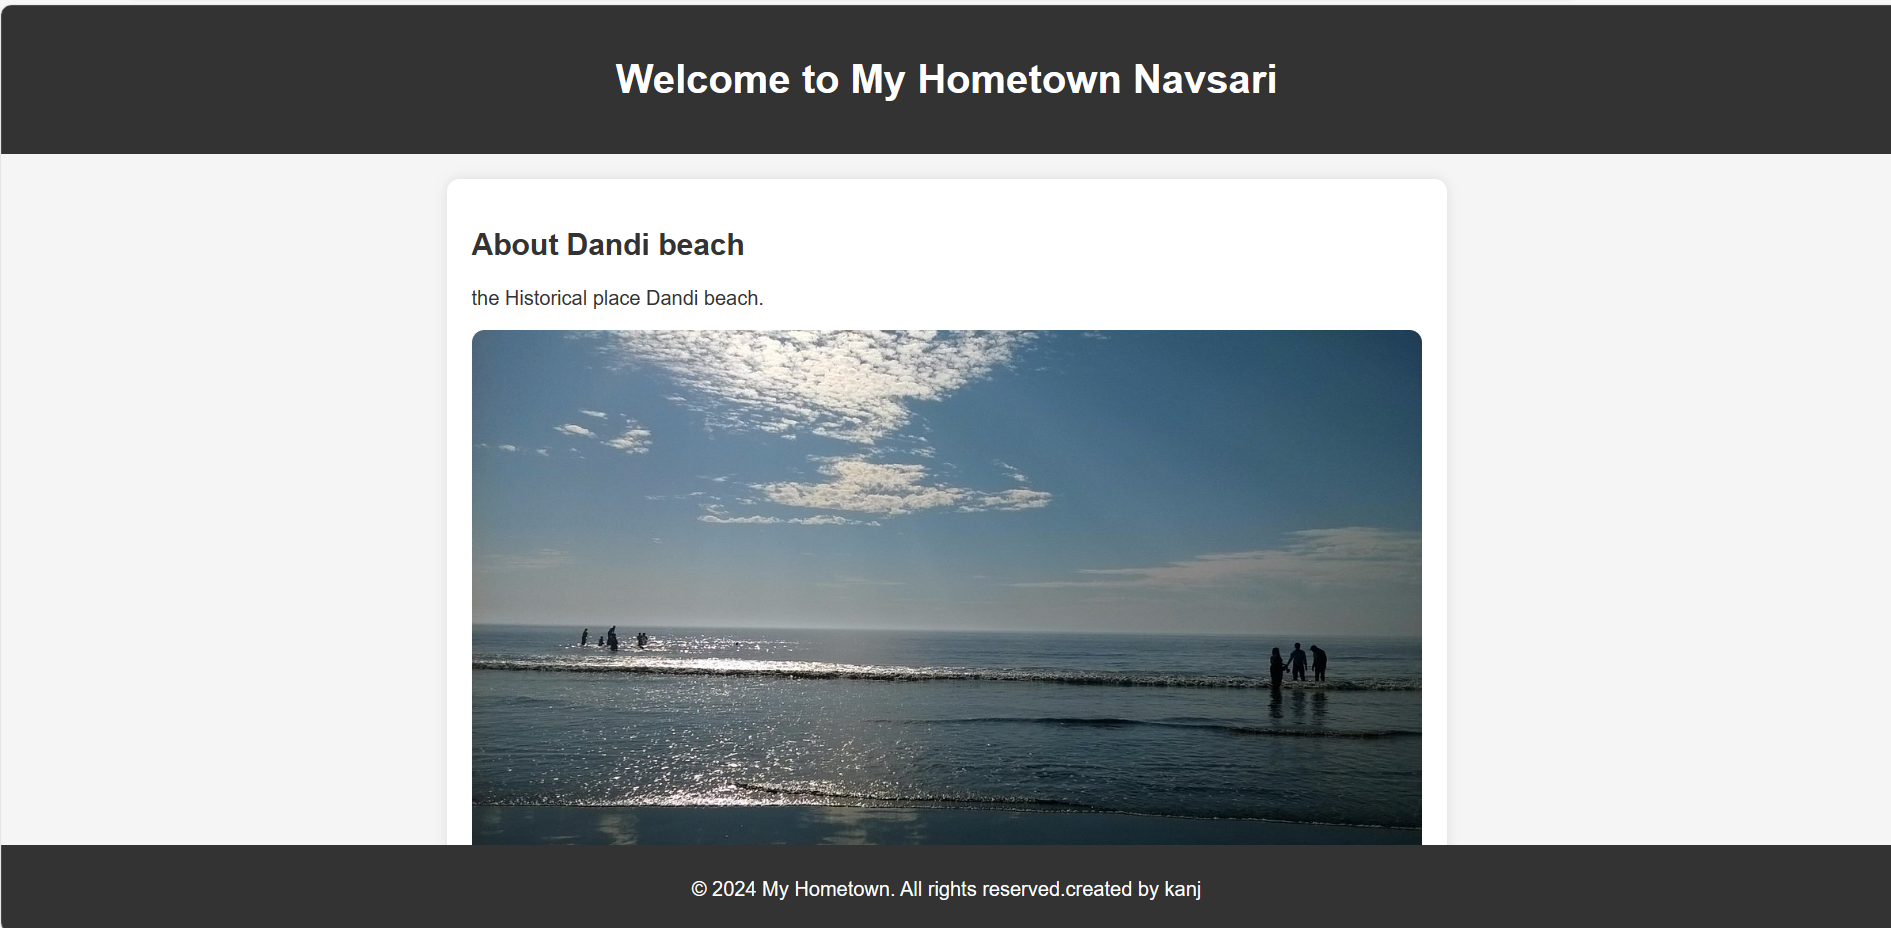 Welcome to My Hometown Navsari
About Dandi beach
the Historical place Dandi beach.
© 2024 My Hometown. All rights reserved.created by kanj